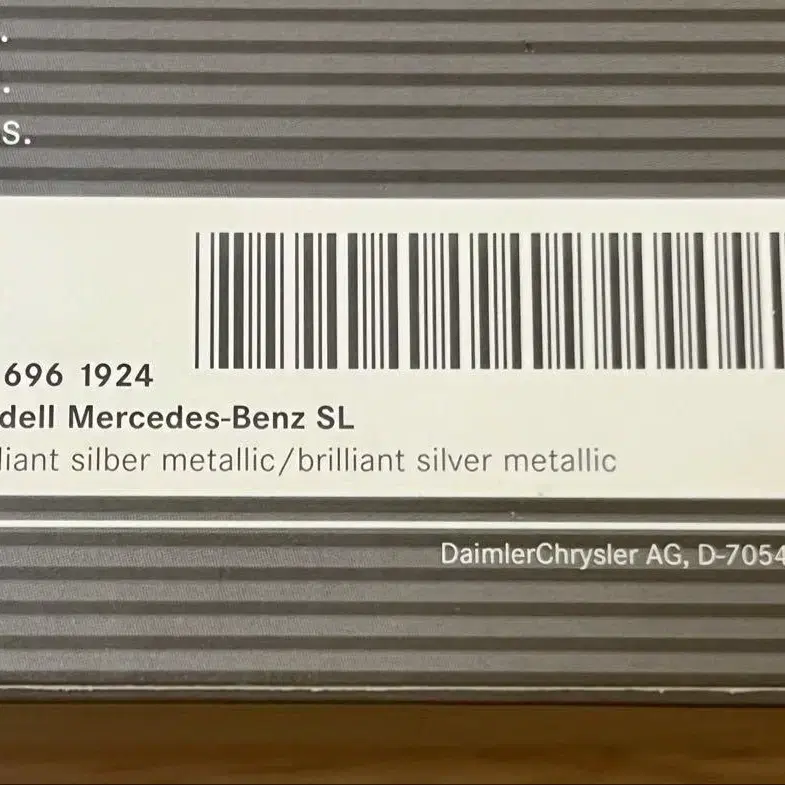 .
.
s.
696 1924
dell Mercedes-Benz SL
liant silber metallic/brilliant silver metallic
DaimlerChrysler AG, D-7054